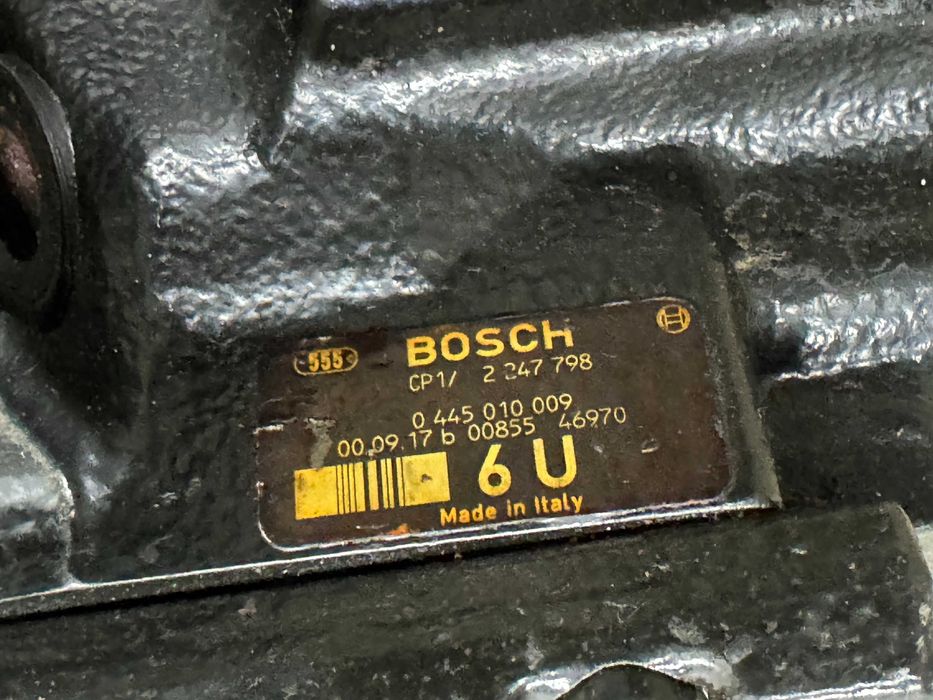 555
BOSCH
CP1/ 2 247 798
0 445 010 009
00.09.17 b 00855 46970
6 U
Made in Italy